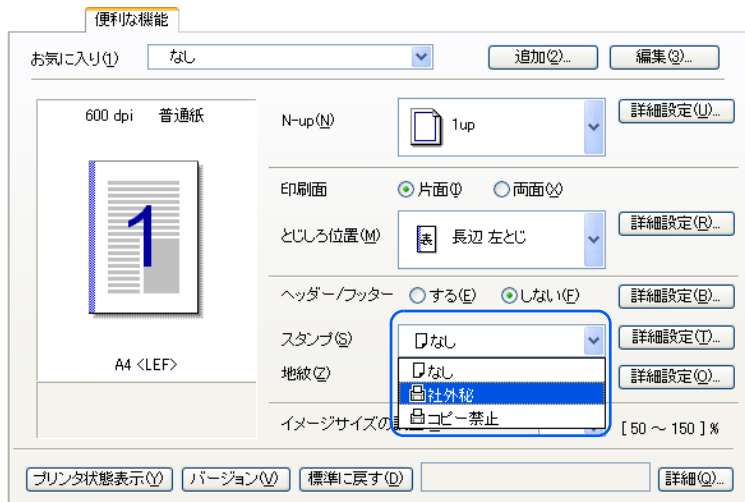 便利な機能
お気に入り(1) なし 追加(2)... 編集(3)...
600 dpi 普通紙
N-up(N) 1up 詳細設定(U)...
印刷面 片面(I) 両面(X)
1
とじしろ位置(M) 表 長辺 左とじ 詳細設定(R)...
ヘッダー/フッター する(E) しない(F) 詳細設定(B)...
スタンプ(S) なし 詳細設定(T)...
A4 <LEF>
地紋(Z) なし 詳細設定(O)...
社外秘
コピー禁止
イメージサイズの [ 50 ～ 150 ] %
プリンタ状態表示(Y) バージョン(V) 標準に戻す(D) 詳細(Q)...